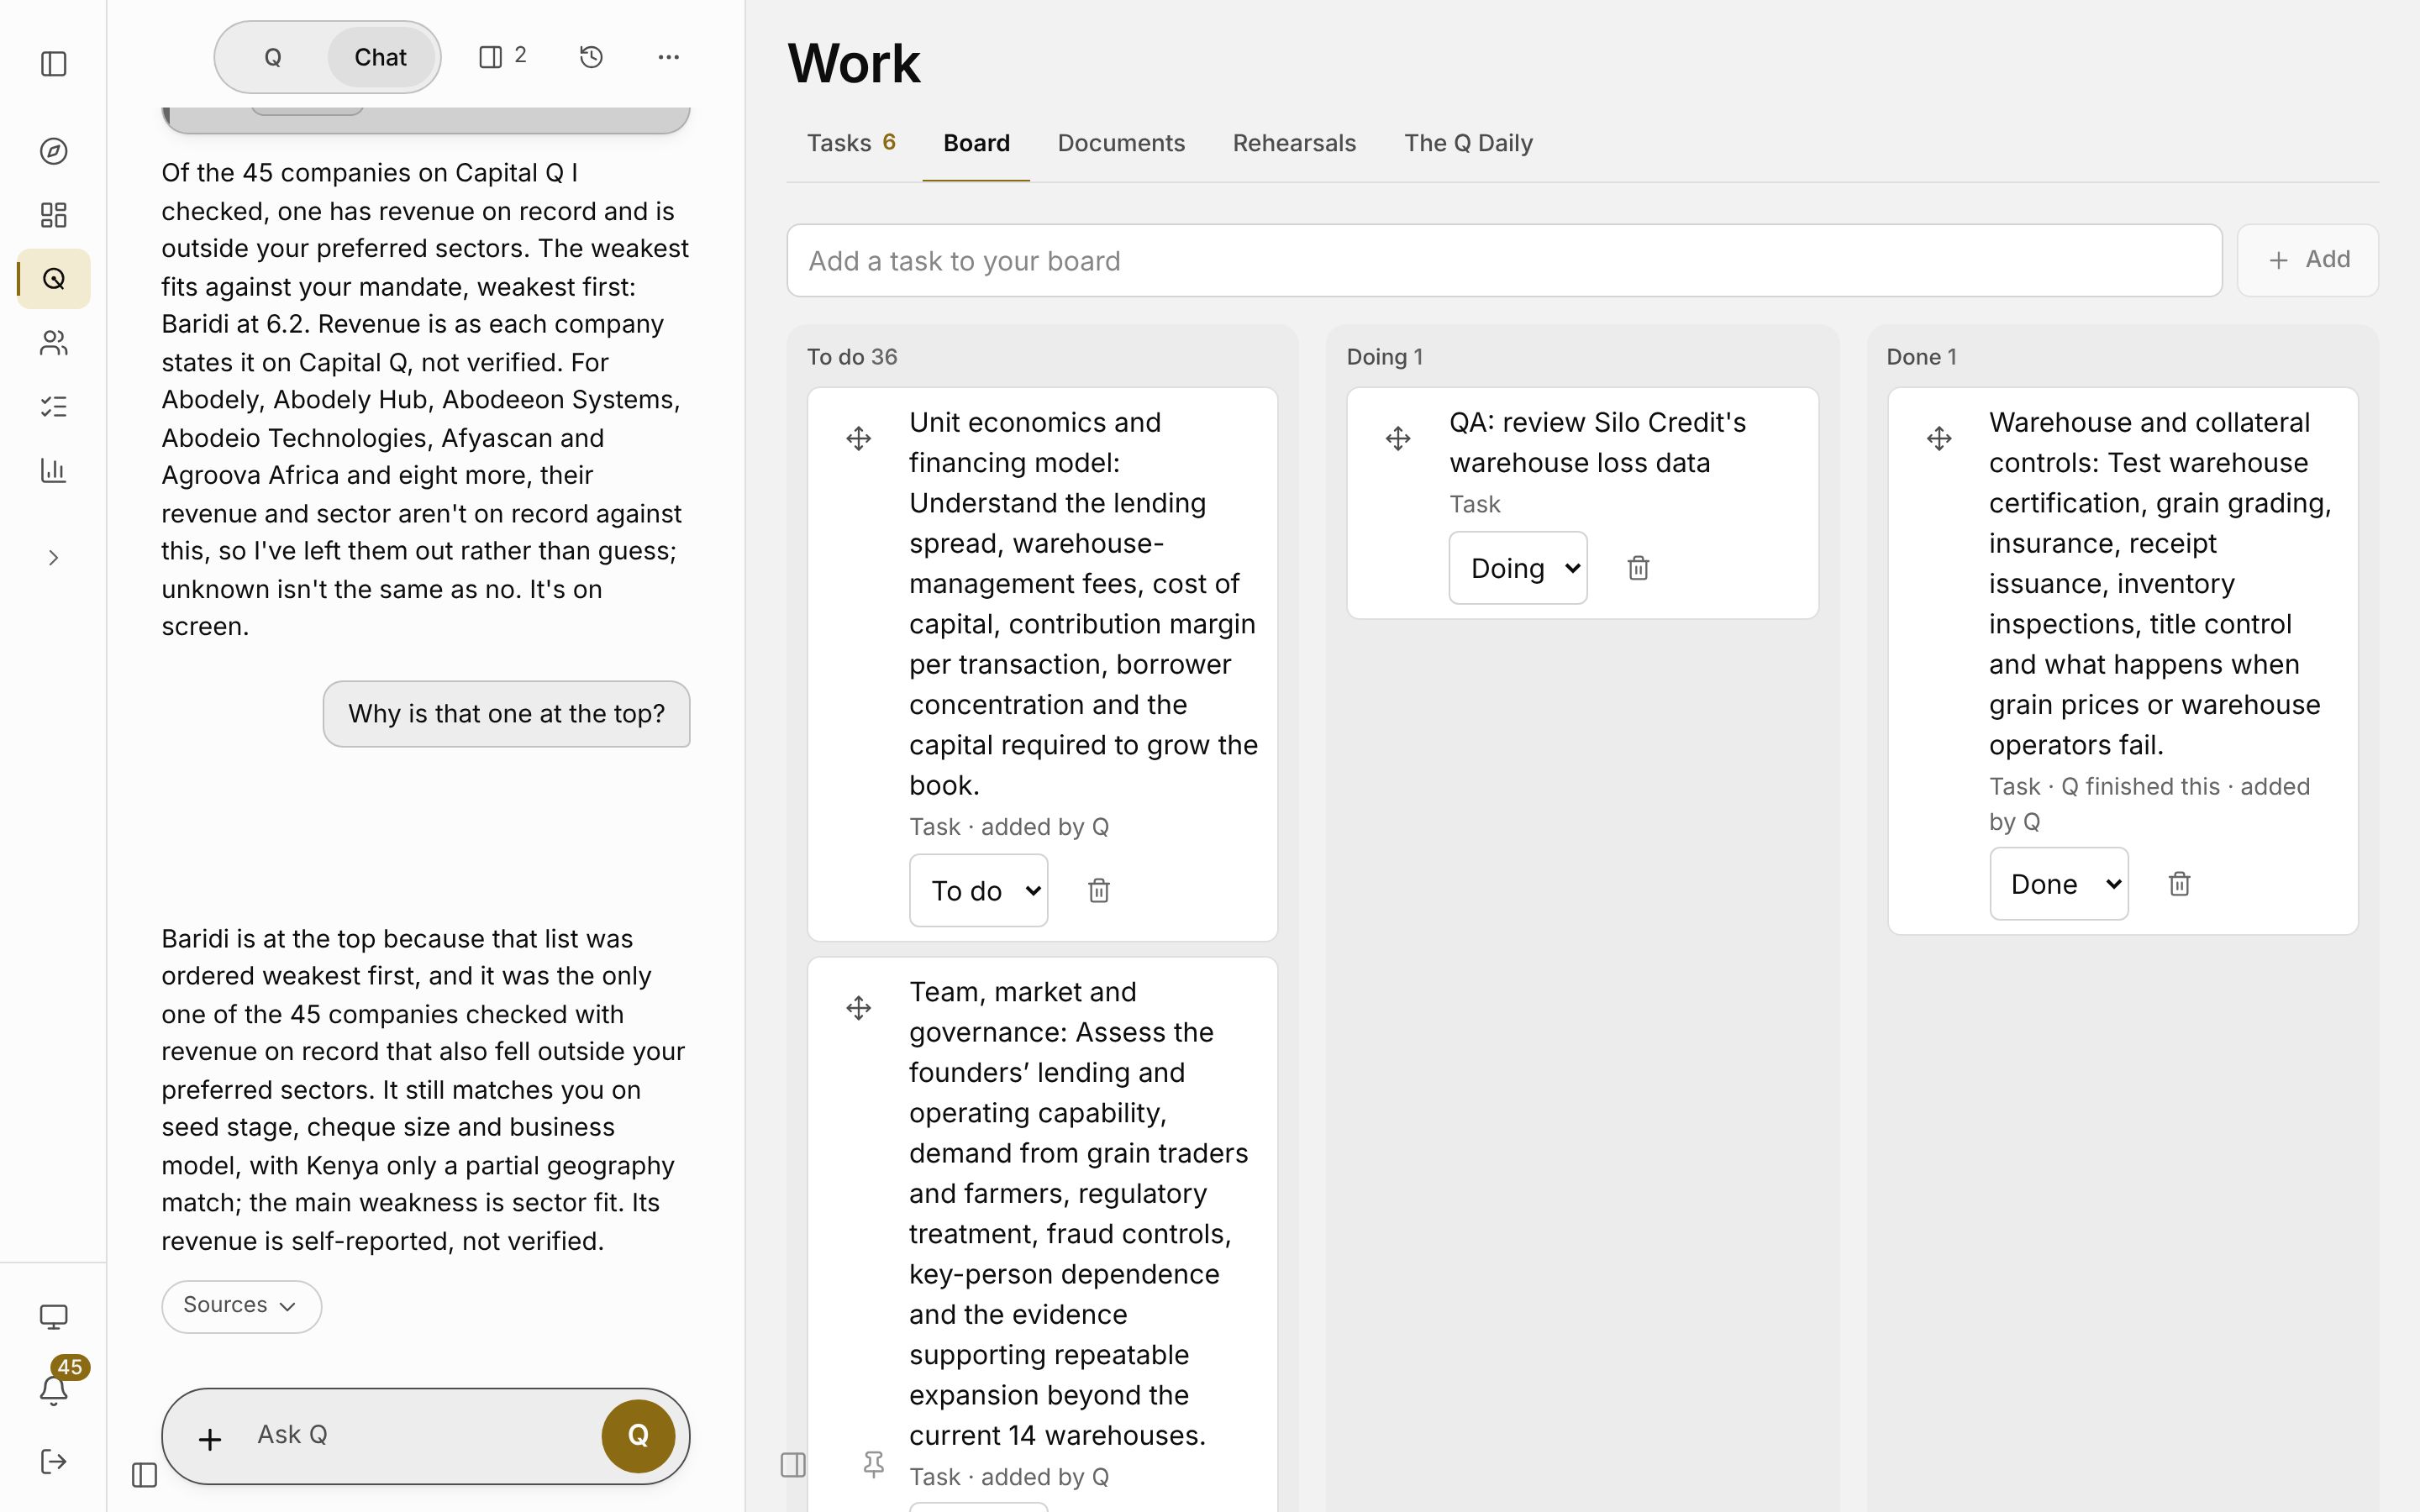 Q
Chat
2
Of the 45 companies on Capital Q I
checked, one has revenue on record and is
outside your preferred sectors. The weakest
fits against your mandate, weakest first:
Baridi at 6.2. Revenue is as each company
states it on Capital Q, not verified. For
Abodely, Abodely Hub, Abodeeon Systems,
Abodeio Technologies, Afyascan and
Agroova Africa and eight more, their
revenue and sector aren't on record against
this, so I've left them out rather than guess;
unknown isn't the same as no. It's on
screen.
Why is that one at the top?
Baridi is at the top because that list was
ordered weakest first, and it was the only
one of the 45 companies checked with
revenue on record that also fell outside your
preferred sectors. It still matches you on
seed stage, cheque size and business
model, with Kenya only a partial geography
match; the main weakness is sector fit. Its
revenue is self-reported, not verified.
Sources
Ask Q
Q
Q
45
Work
Tasks 6
Board
Documents
Rehearsals
The Q Daily
Add a task to your board
Add
To do 36
Unit economics and
financing model:
Understand the lending
spread, warehouse-
management fees, cost of
capital, contribution margin
per transaction, borrower
concentration and the
capital required to grow the
book.
Task · added by Q
To do
Team, market and
governance: Assess the
founders’ lending and
operating capability,
demand from grain traders
and farmers, regulatory
treatment, fraud controls,
key-person dependence
and the evidence
supporting repeatable
expansion beyond the
current 14 warehouses.
Task · added by Q
Doing 1
QA: review Silo Credit's
warehouse loss data
Task
Doing
Done 1
Warehouse and collateral
controls: Test warehouse
certification, grain grading,
insurance, receipt
issuance, inventory
inspections, title control
and what happens when
grain prices or warehouse
operators fail.
Task · Q finished this · added
by Q
Done